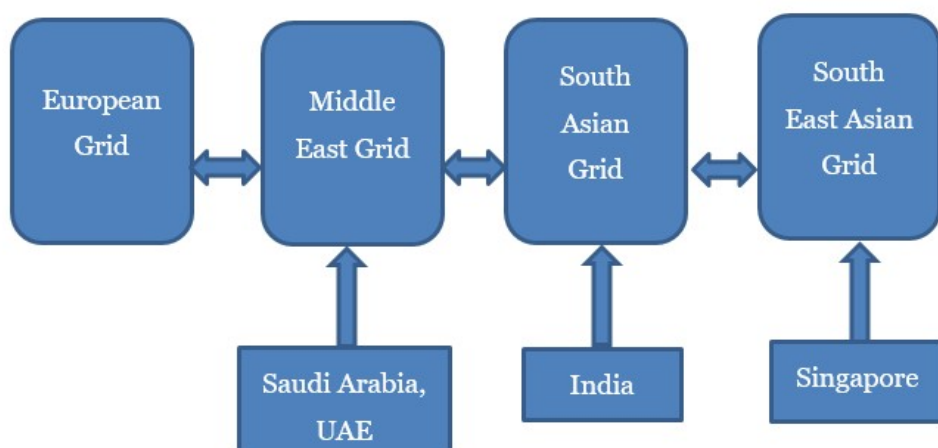 European
Grid
Middle
East Grid
South
Asian
Grid
South
East Asian
Grid
Saudi Arabia,
UAE
India
Singapore